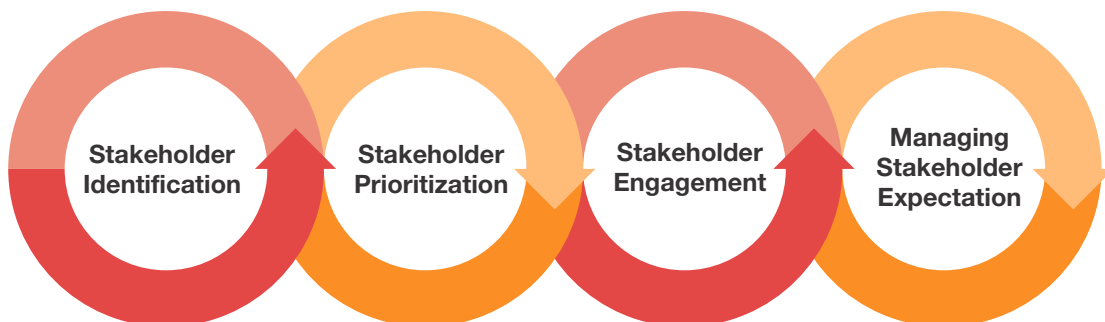 Stakeholder
Identification
Stakeholder
Prioritization
Stakeholder
Engagement
Managing
Stakeholder
Expectation